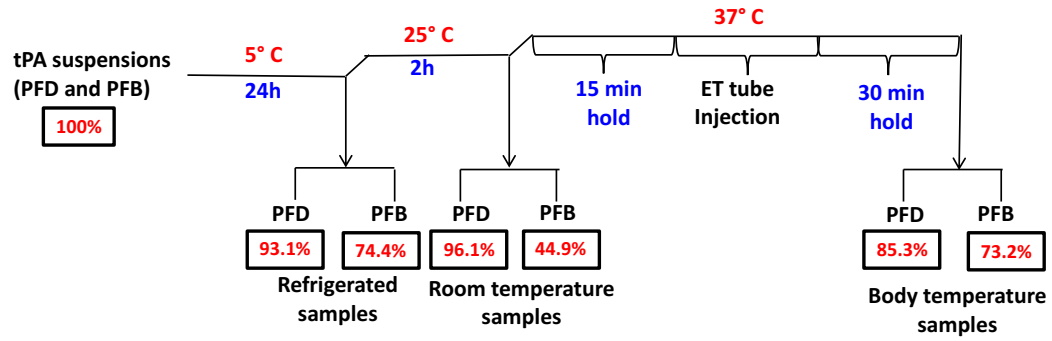 37° C
25° C
5° C
tPA suspensions
(PFD and PFB)
100%
24h
2h
15 min
hold
ET tube
Injection
30 min
hold
PFD
PFB
PFD
PFB
PFD
PFB
93.1%
74.4%
96.1%
44.9%
85.3%
73.2%
Refrigerated
samples
Room temperature
samples
Body temperature
samples